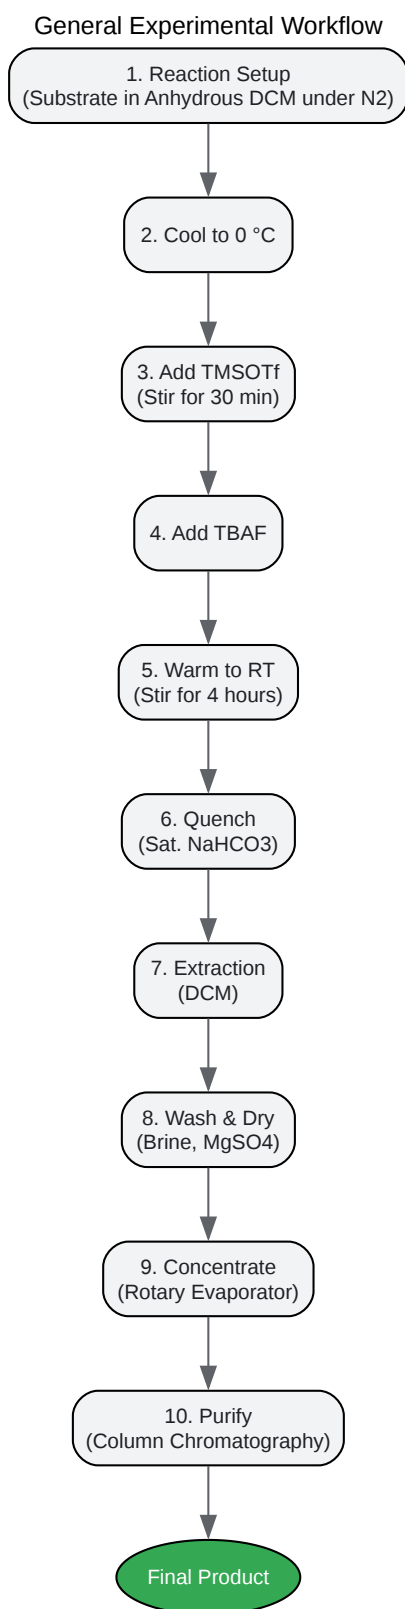 General Experimental Workflow
1. Reaction Setup
(Substrate in Anhydrous DCM under N2)
2. Cool to 0 °C
3. Add TMSOTf
(Stir for 30 min)
4. Add TBAF
5. Warm to RT
(Stir for 4 hours)
6. Quench
(Sat. NaHCO3)
7. Extraction
(DCM)
8. Wash & Dry
(Brine, MgSO4)
9. Concentrate
(Rotary Evaporator)
10. Purify
(Column Chromatography)
Final Product